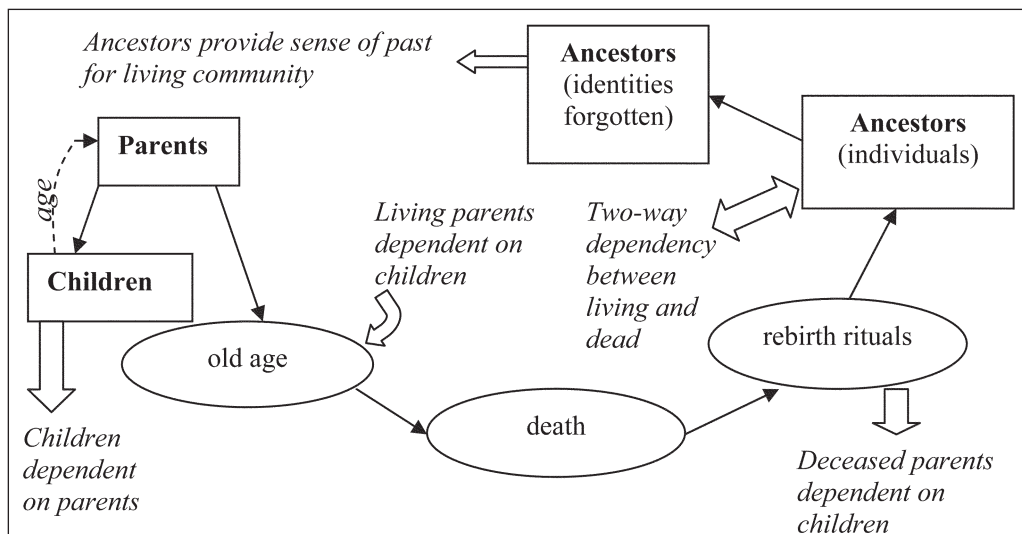 Ancestors provide sense of past
for living community
Ancestors
(identities
forgotten)
Ancestors
(individuals)
Parents
age
Children
Living parents
dependent on
children
Two-way
dependency
between
living and
dead
old age
death
rebirth rituals
Children
dependent
on parents
Deceased parents
dependent on
children